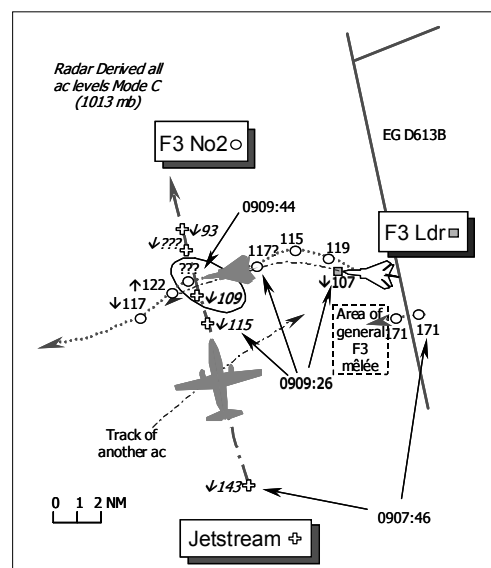 Radar Derived all
ac levels Mode C
(1013 mb)
EG D613B
F3 No2
0909:44
↓93
↓???
F3 Ldr
???
117?
115
119
↑122
↓107
↓109
↓117
↓115
Area of
general
F3
mêlée
171
171
0909:26
Track of
another ac
0907:46
↓143
0 1 2 NM
Jetstream